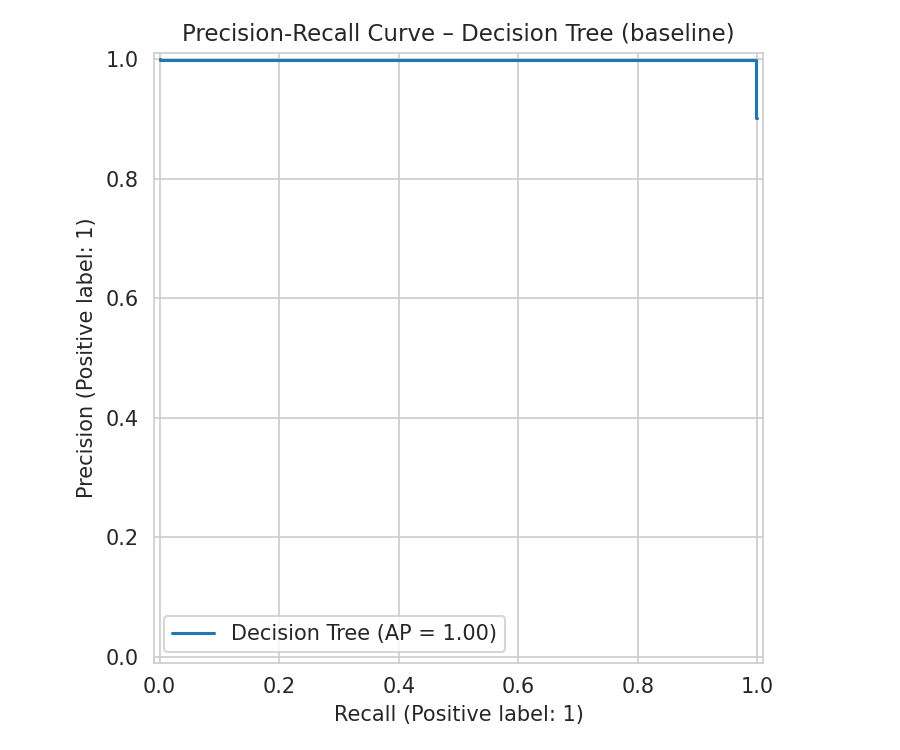 Precision-Recall Curve – Decision Tree (baseline)
1.0
0.8
0.6
0.4
0.2
0.0
Precision (Positive label: 1)
Decision Tree (AP = 1.00)
0.0 0.2 0.4 0.6 0.8 1.0
Recall (Positive label: 1)